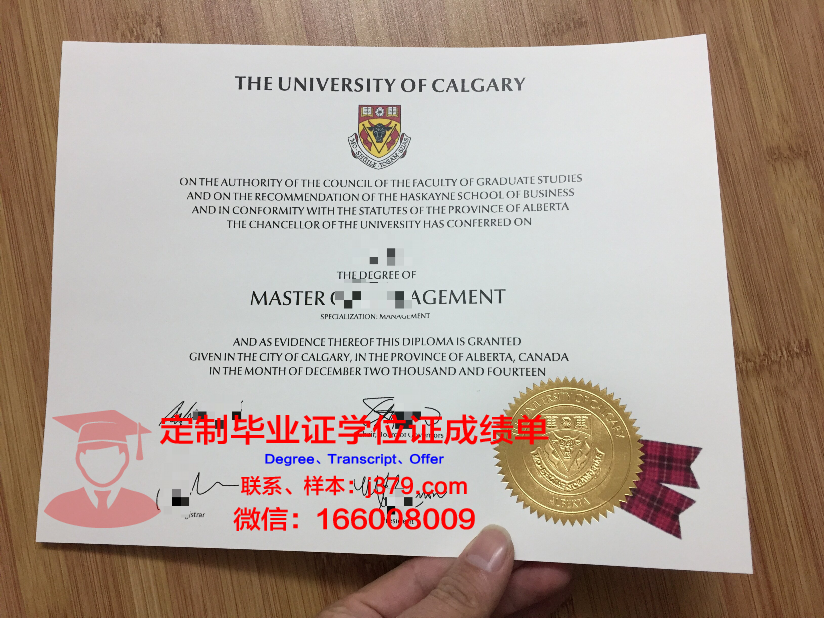 THE UNIVERSITY OF CALGARY
ON THE AUTHORITY OF THE COUNCIL OF THE FACULTY OF GRADUATE STUDIES
AND ON THE RECOMMENDATION OF THE HASKAYNE SCHOOL OF BUSINESS
AND IN CONFORMITY WITH THE STATUTES OF THE PROVINCE OF ALBERTA
THE CHANCELLOR OF THE UNIVERSITY HAS CONFERRED ON
THE DEGREE OF
MASTER
SPECIALIZATION: MANAGEMENT
AND AS EVIDENCE THEREOF THIS DIPLOMA IS GRANTED
GIVEN IN THE CITY OF CALGARY, IN THE PROVINCE OF ALBERTA, CANADA
IN THE MONTH OF DECEMBER TWO THOUSAND AND FOURTEEN
定制毕业证学位证成绩单
Degree、Transcript、Offer
微信：166008009
UNIVERSITY OF CALGARY
ALBERTA